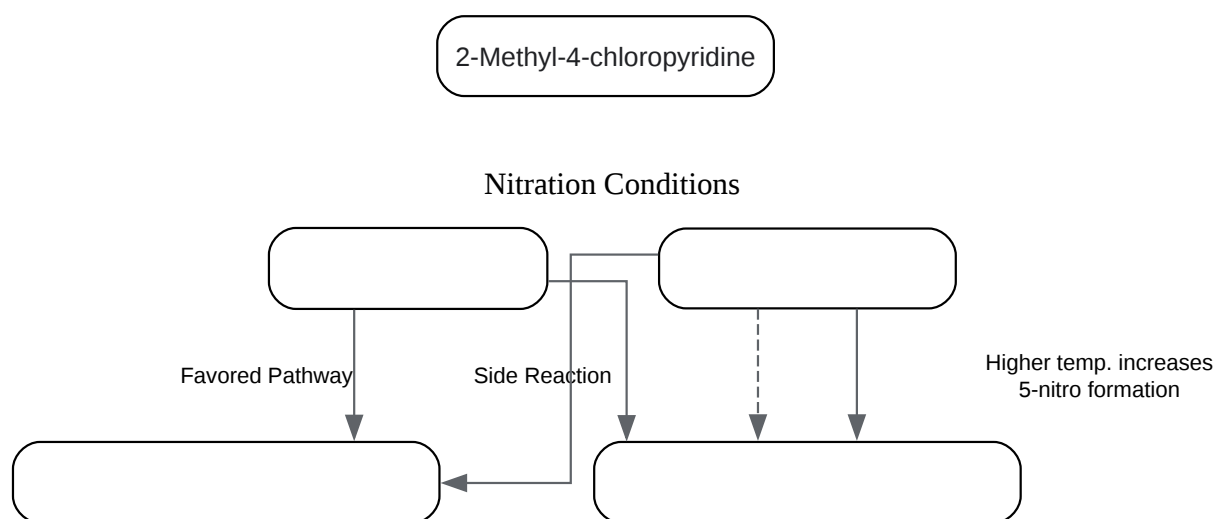 2-Methyl-4-chloropyridine
Nitration Conditions
Favored Pathway
Side Reaction
Higher temp. increases
5-nitro formation